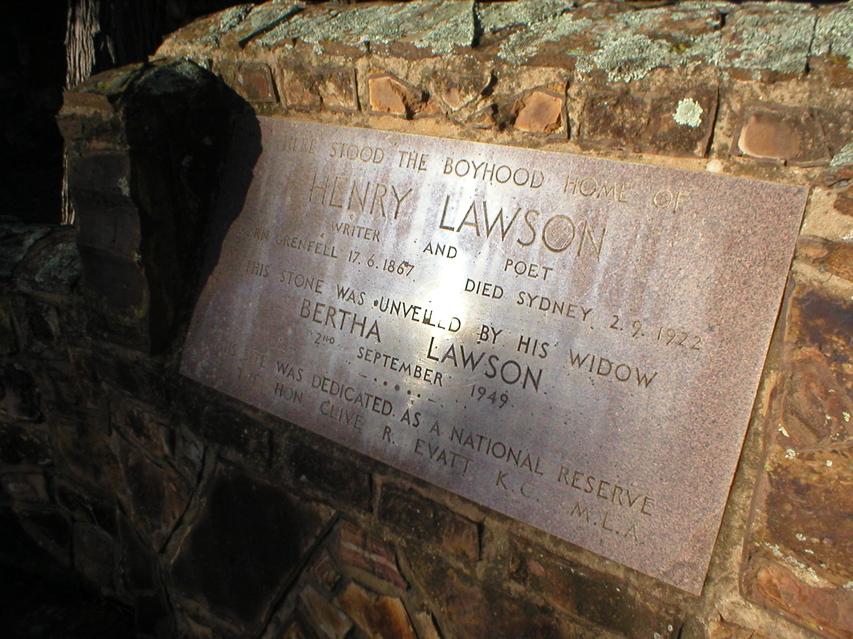 HERE STOOD THE BOYHOOD HOME OF
HENRY LAWSON
WRITER AND POET
BORN GRENFELL 17.6.1867. DIED SYDNEY. 2.9.1922
THIS STONE WAS UNVEILED BY HIS WIDOW
BERTHA LAWSON
2ND SEPTEMBER 1949
THIS SITE WAS DEDICATED AS A NATIONAL RESERVE
THE HON CLIVE R. EVATT K.C. M.L.A.